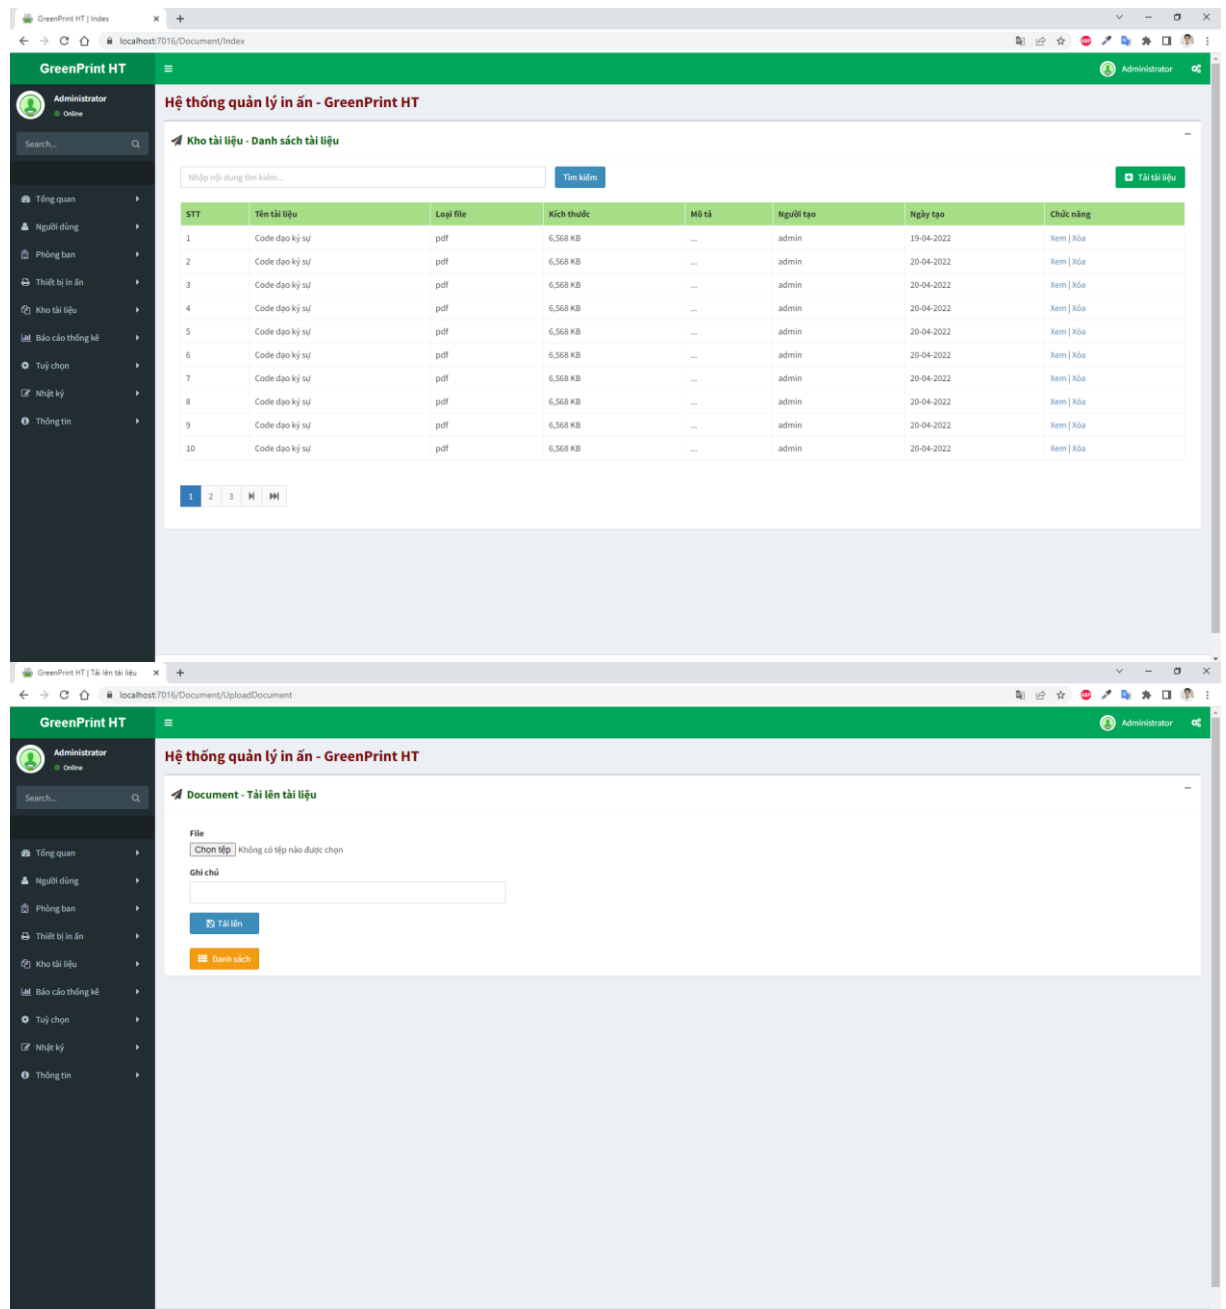 GreenPrint HT | Index
localhost:7016/Document/Index
GreenPrint HT
Administrator
Administrator
Online
Hệ thống quản lý in ấn - GreenPrint HT
Search...
Kho tài liệu - Danh sách tài liệu
Nhập nội dung tìm kiếm...
Tìm kiếm
Tải tài liệu
Tổng quan
Người dùng
Phòng ban
Thiết bị in ấn
Kho tài liệu
Báo cáo thống kê
Tuỳ chọn
Nhật ký
Thông tin
STT Tên tài liệu Loại file Kích thước Mô tả Người tạo Ngày tạo Chức năng
1 Code dạo ký sự pdf 6,568 KB ... admin 19-04-2022 Xem | Xóa
2 Code dạo ký sự pdf 6,568 KB ... admin 20-04-2022 Xem | Xóa
3 Code dạo ký sự pdf 6,568 KB ... admin 20-04-2022 Xem | Xóa
4 Code dạo ký sự pdf 6,568 KB ... admin 20-04-2022 Xem | Xóa
5 Code dạo ký sự pdf 6,568 KB ... admin 20-04-2022 Xem | Xóa
6 Code dạo ký sự pdf 6,568 KB ... admin 20-04-2022 Xem | Xóa
7 Code dạo ký sự pdf 6,568 KB ... admin 20-04-2022 Xem | Xóa
8 Code dạo ký sự pdf 6,568 KB ... admin 20-04-2022 Xem | Xóa
9 Code dạo ký sự pdf 6,568 KB ... admin 20-04-2022 Xem | Xóa
10 Code dạo ký sự pdf 6,568 KB ... admin 20-04-2022 Xem | Xóa
1 2 3
GreenPrint HT | Tải lên tài liệu
localhost:7016/Document/UploadDocument
GreenPrint HT
Administrator
Administrator
Online
Hệ thống quản lý in ấn - GreenPrint HT
Search...
Document - Tải lên tài liệu
Tổng quan
Người dùng
Phòng ban
Thiết bị in ấn
Kho tài liệu
Báo cáo thống kê
Tuỳ chọn
Nhật ký
Thông tin
File
Chọn tệp Không có tệp nào được chọn
Ghi chú
Tải lên
Danh sách